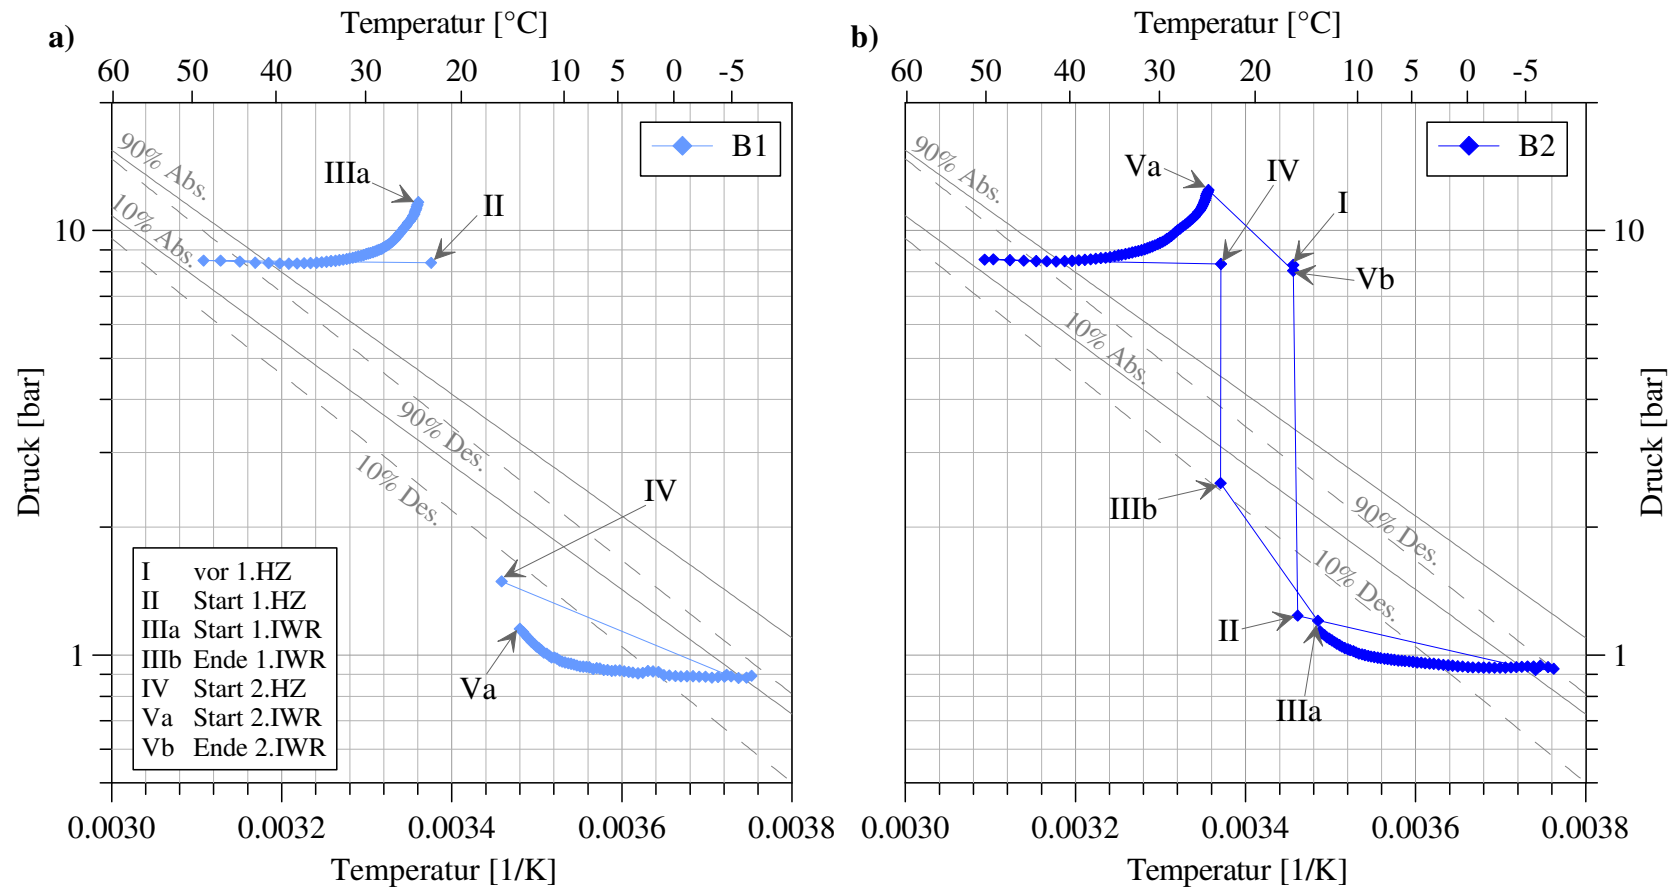 a)
Temperatur [°C]
60 50 40 30 20 10 5 0 -5
B1
90% Abs.
10% Abs.
IIIa
II
10
Druck [bar]
90% Des.
10% Des.
IV
Va
1
I vor 1.HZ
II Start 1.HZ
IIIa Start 1.IWR
IIIb Ende 1.IWR
IV Start 2.HZ
Va Start 2.IWR
Vb Ende 2.IWR
0.0030 0.0032 0.0034 0.0036 0.0038
Temperatur [1/K]
b)
Temperatur [°C]
60 50 40 30 20 10 5 0 -5
B2
90% Abs.
Va
IV
I
Vb
10
10% Abs.
Druck [bar]
IIIb
90% Des.
10% Des.
II
IIIa
1
0.0030 0.0032 0.0034 0.0036 0.0038
Temperatur [1/K]